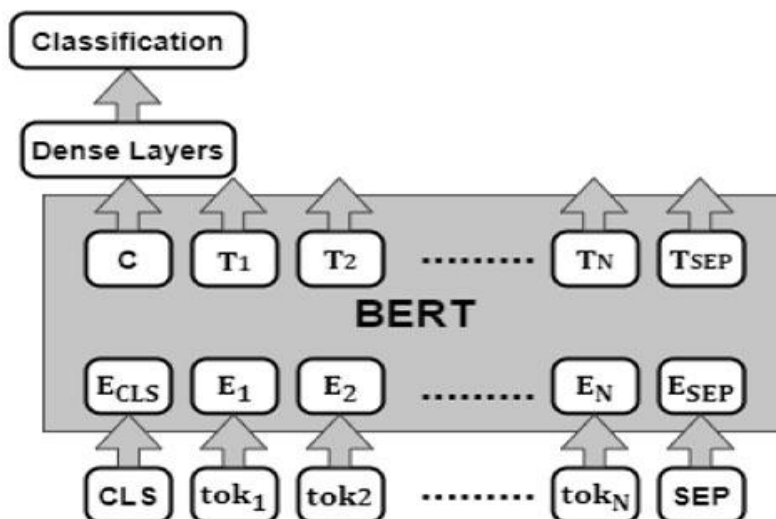 Classification
Dense Layers
C T1 T2 ......... TN TSEP
BERT
ECLS E1 E2 ......... EN ESEP
CLS tok1 tok2 ......... tokN SEP